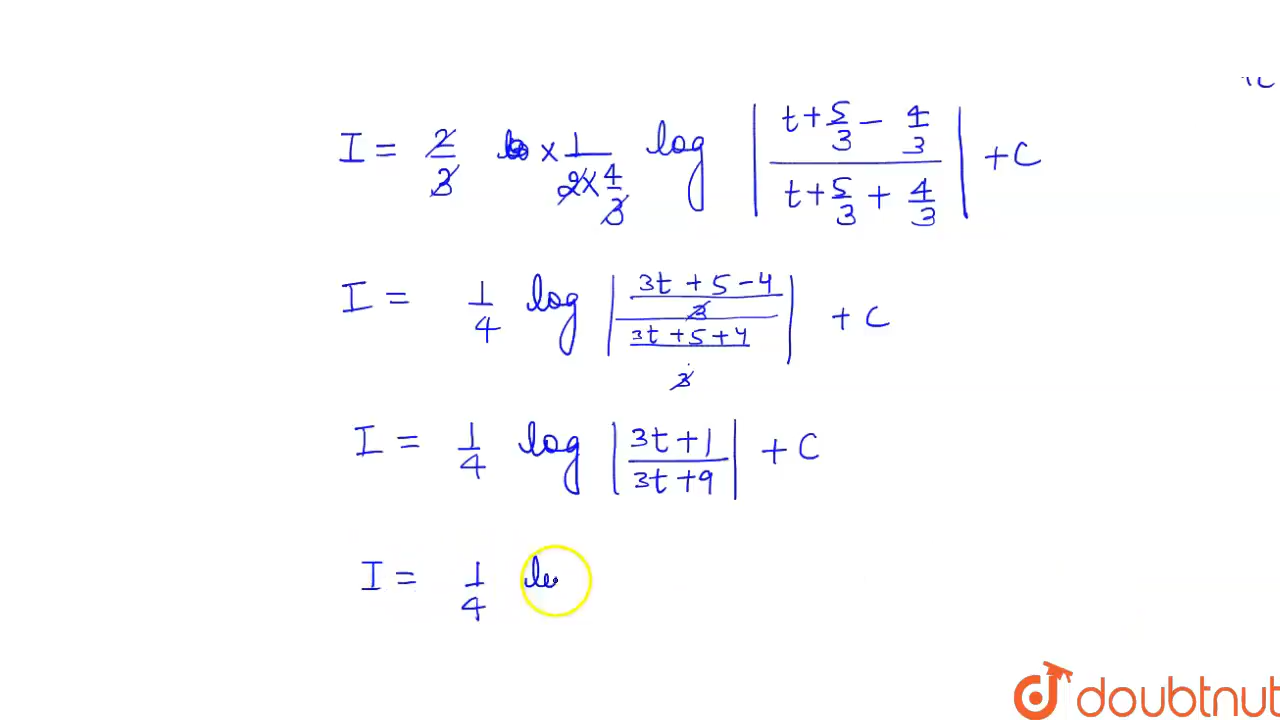 I = 2/3 × 1/(2×4/3) log |(t+5/3 − 4/3)/(t+5/3 + 4/3)| + C
I = 1/4 log |((3t+5−4)/3)/((3t+5+4)/3)| + C
I = 1/4 log |(3t+1)/(3t+9)| + C
I = 1/4 lo
doubtnut